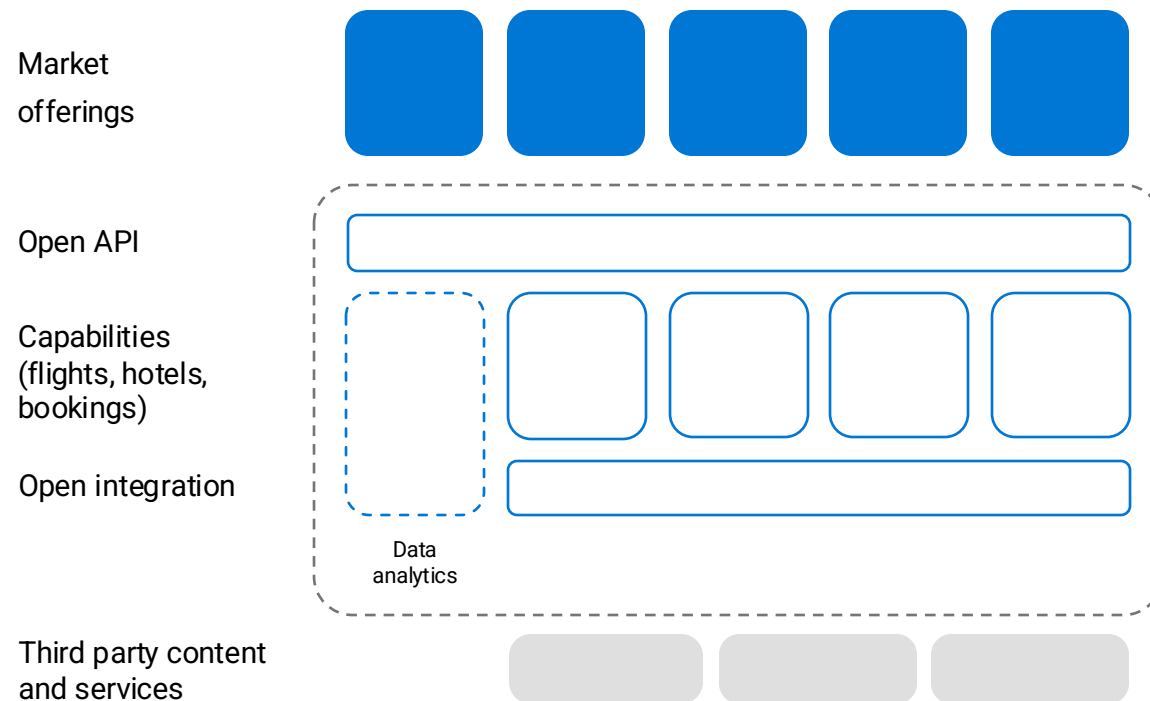 Market
offerings
Open API
Capabilities
(flights, hotels,
bookings)
Open integration
Data
analytics
Third party content
and services